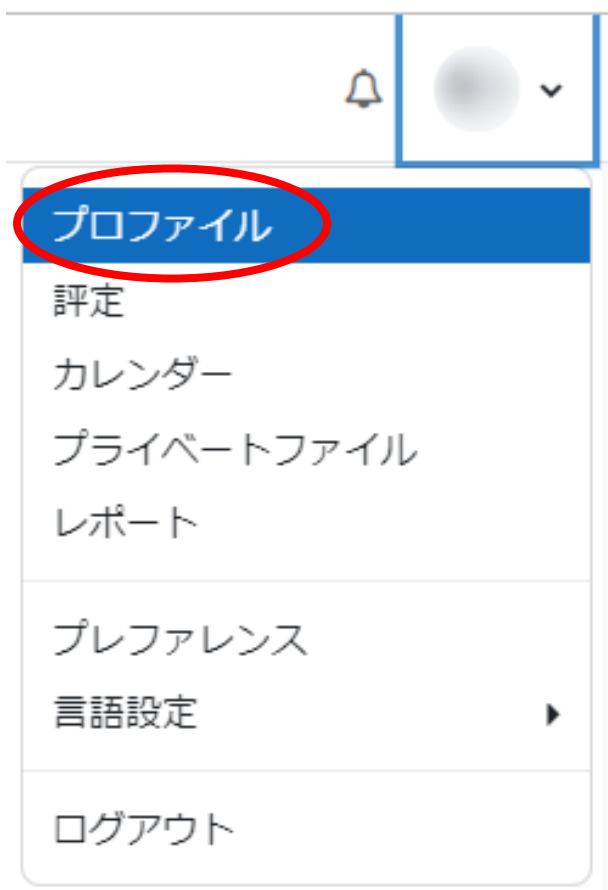 プロファイル
評定
カレンダー
プライベートファイル
レポート
プレファレンス
言語設定
ログアウト